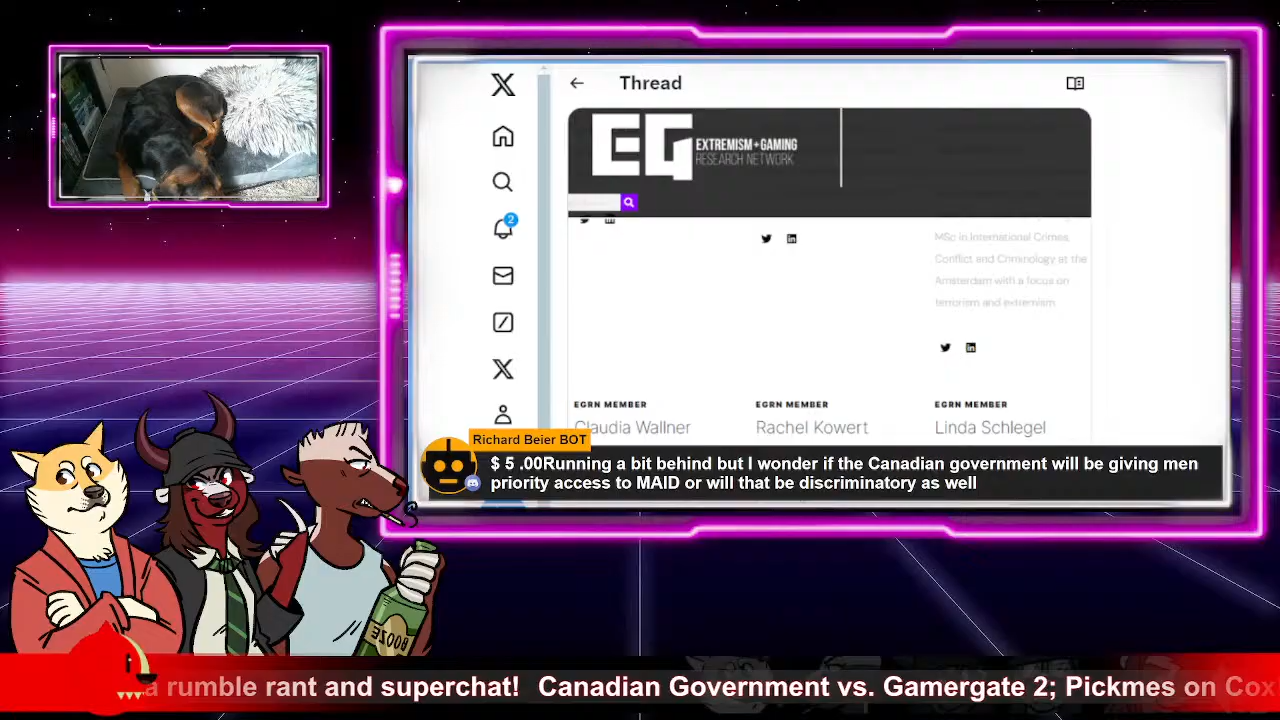 Thread
EG
EXTREMISM+GAMING
RESEARCH NETWORK
2
MSc in International Crimes,
Conflict and Criminology at the
Amsterdam with a focus on
terrorism and extremism.
EGRN MEMBER
EGRN MEMBER
EGRN MEMBER
Claudia Wallner
Rachel Kowert
Linda Schlegel
Richard Beier BOT
$ 5 .00Running a bit behind but I wonder if the Canadian government will be giving men
priority access to MAID or will that be discriminatory as well
BOOZE
a rumble rant and superchat! Canadian Government vs. Gamergate 2; Pickmes on Cox